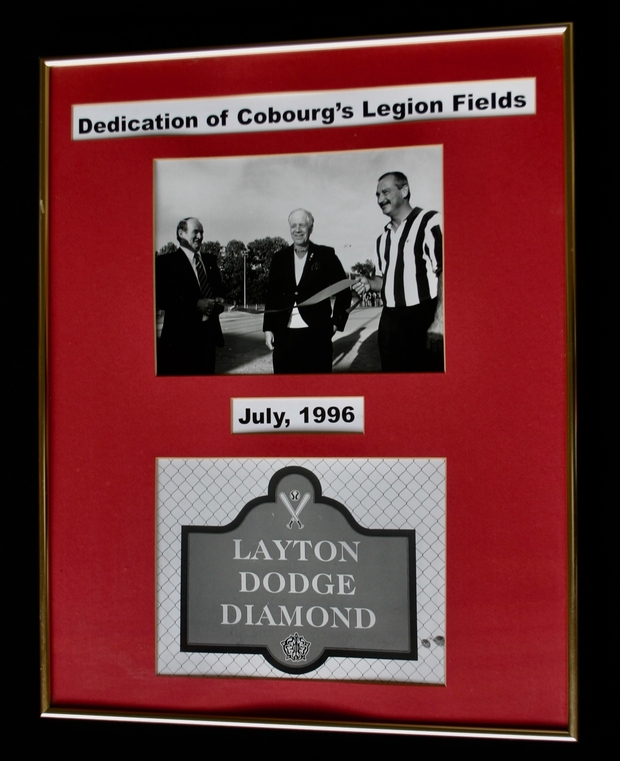 Dedication of Cobourg's Legion Fields
July, 1996
LAYTON
DODGE
DIAMOND